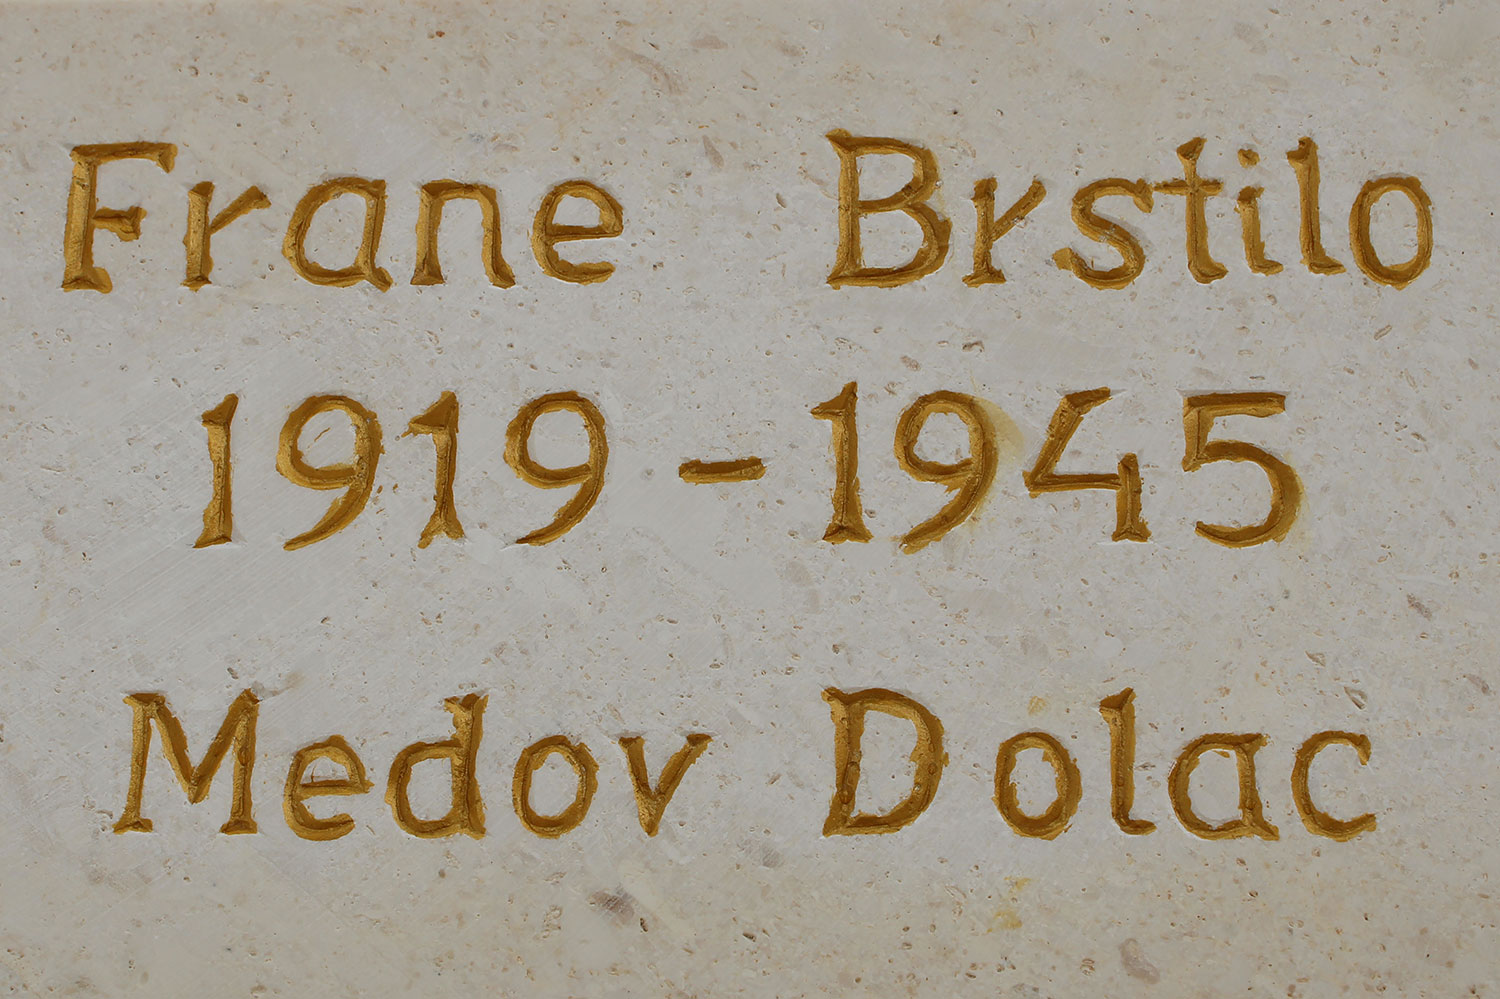 Frane Brstilo
1919 - 1945
Medov Dolac